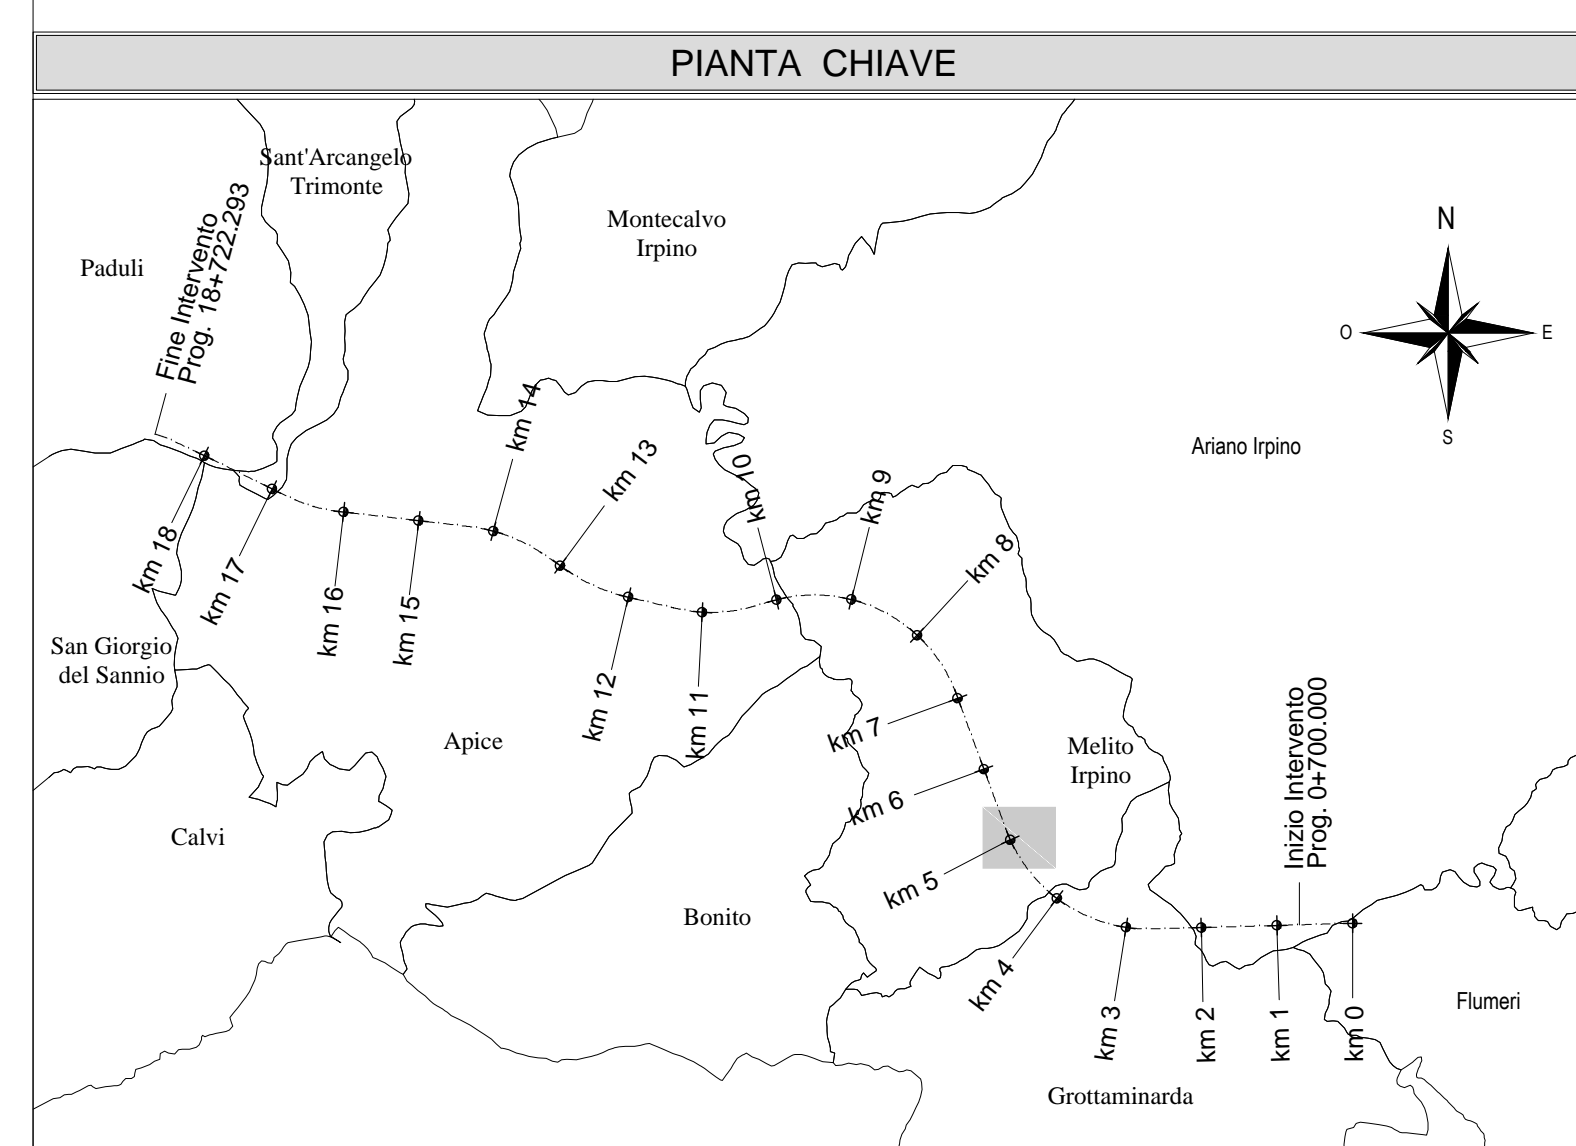 PIANTA CHIAVE
Sant'Arcangelo
Trimonte
Montecalvo
Irpino
N
Paduli
Fine Intervento
Prog. 18+722.293
O
E
S
km 14
Ariano Irpino
km 13
km 10
km 9
km 8
km 18
km 17
km 16
km 15
San Giorgio
del Sannio
km 12
km 11
Apice
km 7
Melito
Irpino
Inizio Intervento
Prog. 0+700.000
km 6
Calvi
km 5
Bonito
km 4
Flumeri
km 3
km 2
km 1
km 0
Grottaminarda